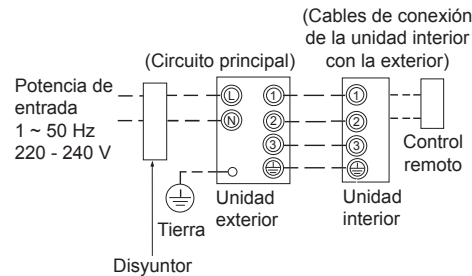 (Cables de conexión
de la unidad interior
con la exterior)
(Circuito principal)
Potencia de
entrada
1 ~ 50 Hz
220 - 240 V
L
N
1
2
3
1
2
3
Control
remoto
Tierra
Unidad
exterior
Unidad
interior
Disyuntor